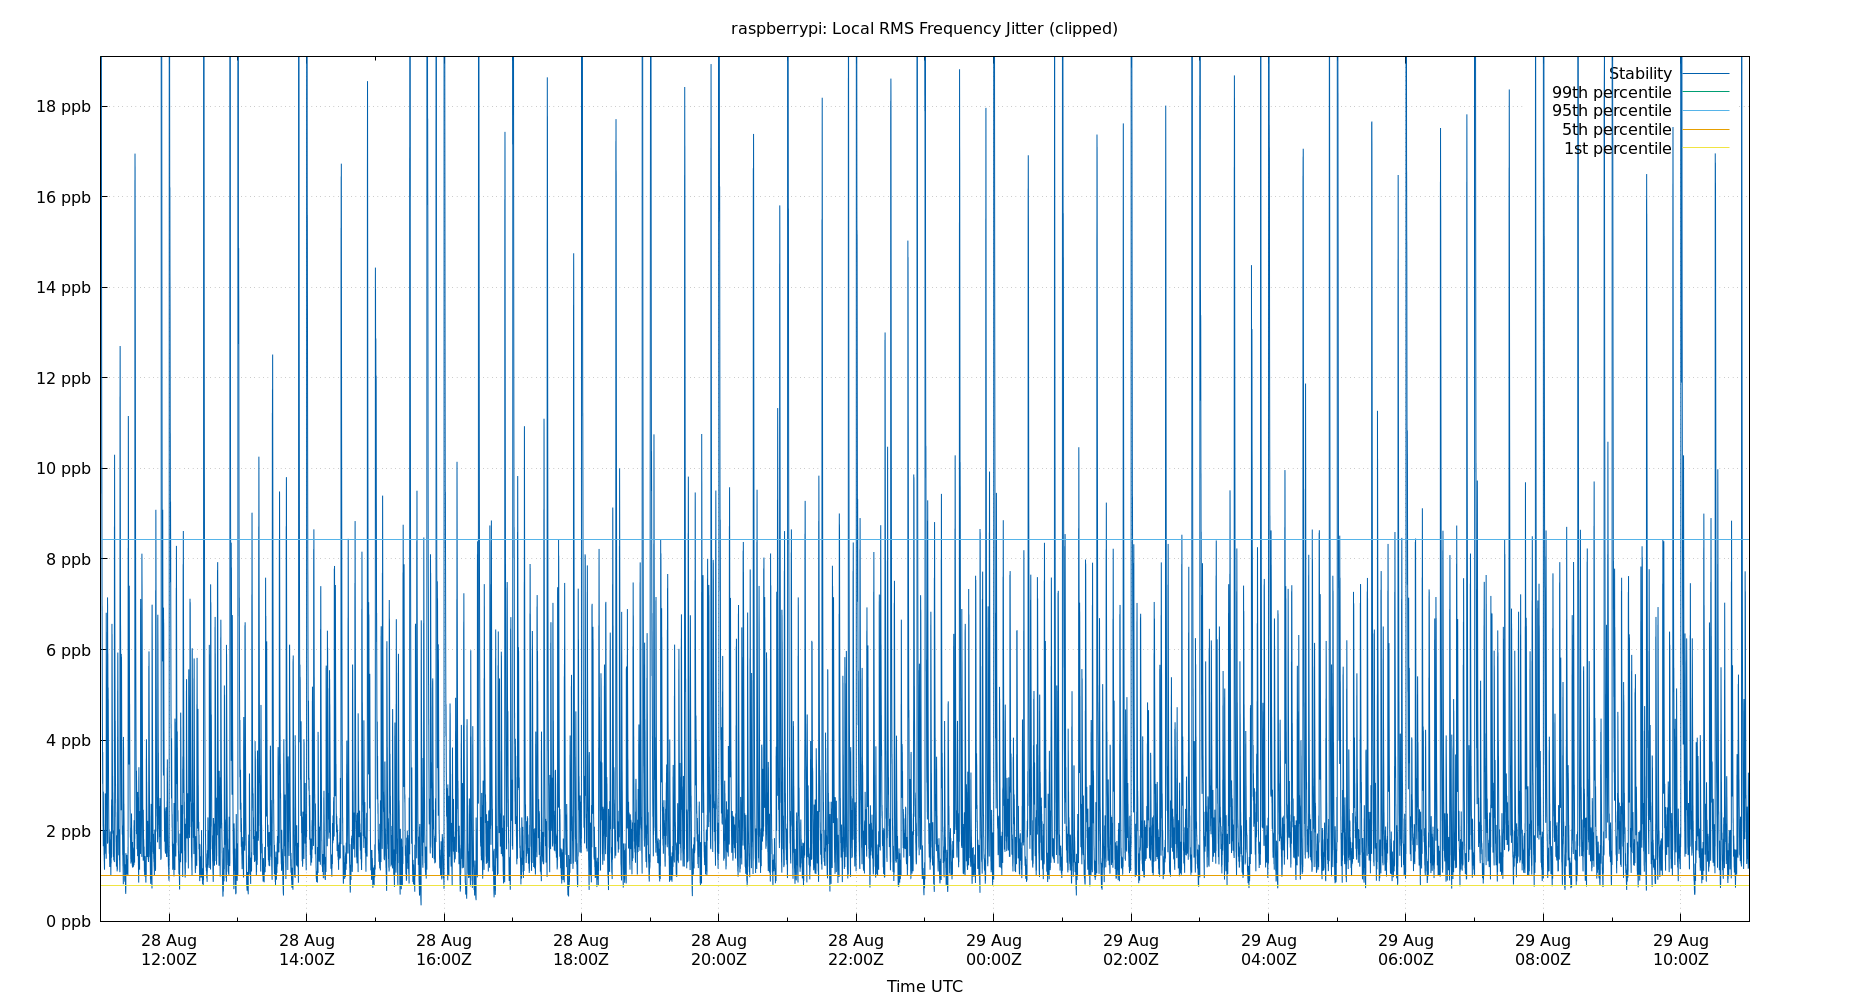 raspberrypi: Local RMS Frequency Jitter (clipped)
Stability
99th percentile
95th percentile
5th percentile
1st percentile
18 ppb
16 ppb
14 ppb
12 ppb
10 ppb
8 ppb
6 ppb
4 ppb
2 ppb
0 ppb
28 Aug 28 Aug 28 Aug 28 Aug 28 Aug 28 Aug 29 Aug 29 Aug 29 Aug 29 Aug 29 Aug 29 Aug
12:00Z 14:00Z 16:00Z 18:00Z 20:00Z 22:00Z 00:00Z 02:00Z 04:00Z 06:00Z 08:00Z 10:00Z
Time UTC